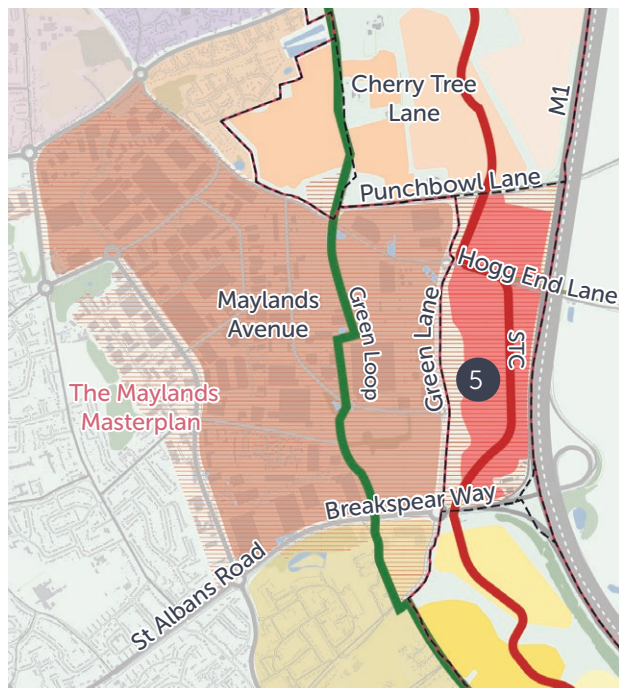 Cherry Tree
Lane
M1
Punchbowl Lane
Hogg End Lane
Maylands
Avenue
Green Loop
Green Lane
STC
5
The Maylands
Masterplan
Breakspear Way
St Albans Road